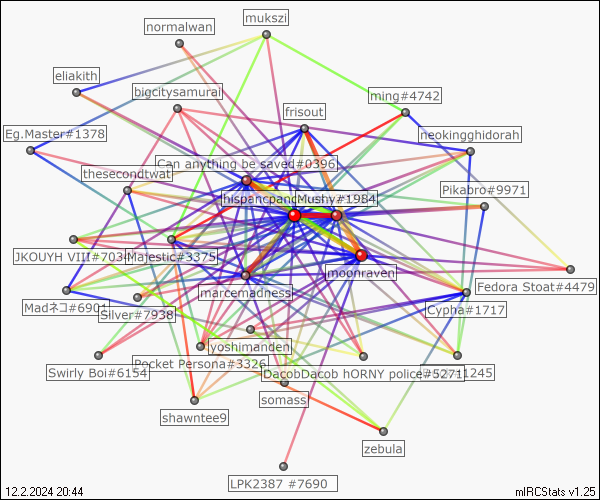 mukszi
normalwan
eliakith
bigcitysamurai
ming#4742
frisout
Eg.Master#1378
neokingghidorah
Can anything be saved#0396
thesecondtwat
Pikabro#9971
Mushy#1984
JKOUYH VIII#703
Majestic#3375
moonraven
Fedora Stoat#4479
marcemadness
Madネコ#6901
Silver#7938
Cypha#1717
yoshimanden
Pocket Persona#3326
Swirly Boi#6154
DacobDacob hORNY police#5271
1245
somass
shawntee9
zebula
LPK2387 #7690
12.2.2024 20:44
mIRCStats v1.25